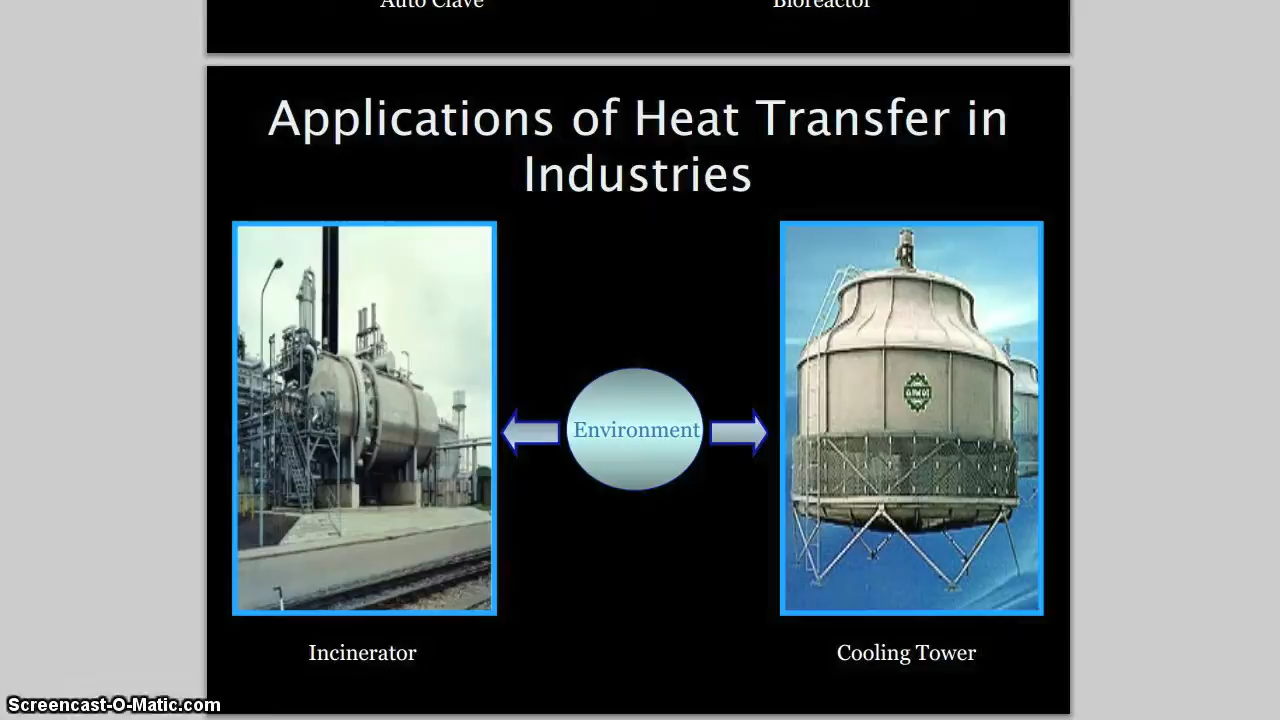 Auto Clave
Bioreactor
Applications of Heat Transfer in
Industries
Environment
Incinerator
Cooling Tower
Screencast-O-Matic.com